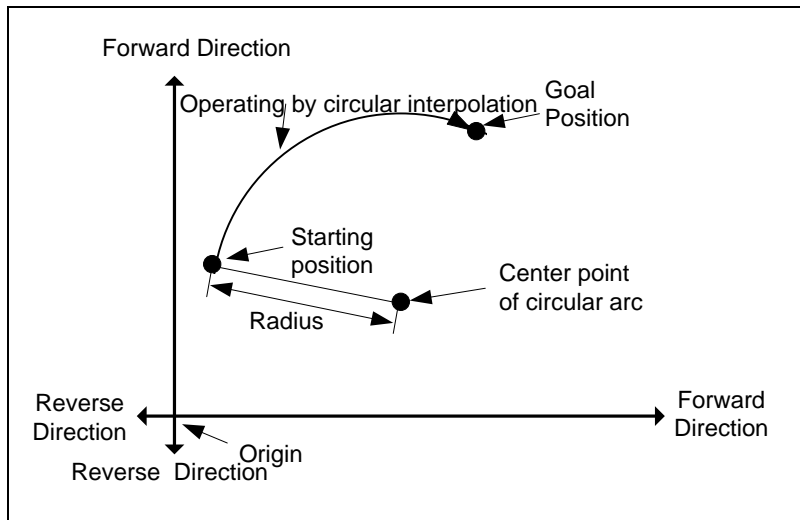 Forward Direction
Operating by circular interpolation
Goal
Position
Starting
position
Center point
of circular arc
Radius
Reverse
Direction
Forward
Direction
Origin
Reverse Direction